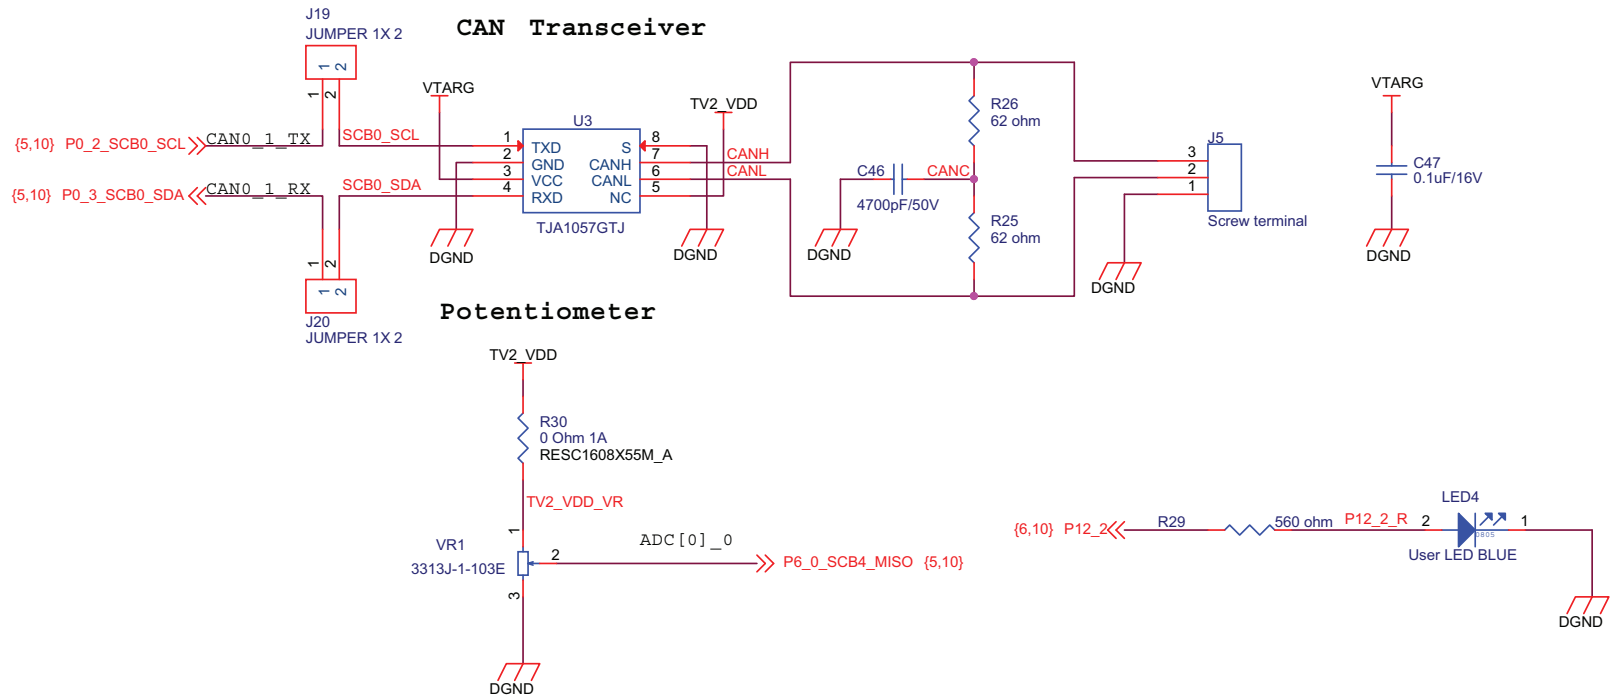 J19
JUMPER 1X 2
CAN Transceiver
1 2
1 2
VTARG
TV2_VDD
VTARG
{5,10} P0_2_SCB0_SCL
CAN0_1_TX
SCB0_SCL
{5,10} P0_3_SCB0_SDA
CAN0_1_RX
SCB0_SDA
U3
1 TXD S 8
2 GND CANH 7
3 VCC CANL 6
4 RXD NC 5
TJA1057GTJ
CANH
CANL
DGND
DGND
R26
62 ohm
C46
CANC
4700pF/50V
R25
62 ohm
DGND
J5
3
2
1
Screw terminal
DGND
C47
0.1uF/16V
DGND
1 2
1 2
J20
JUMPER 1X 2
Potentiometer
TV2_VDD
R30
0 Ohm 1A
RESC1608X55M_A
TV2_VDD_VR
1
VR1
3313J-1-103E
2
3
ADC[0]_0
P6_0_SCB4_MISO {5,10}
DGND
{6,10} P12_2
R29
560 ohm
P12_2_R
LED4
2
1
0805
User LED BLUE
DGND